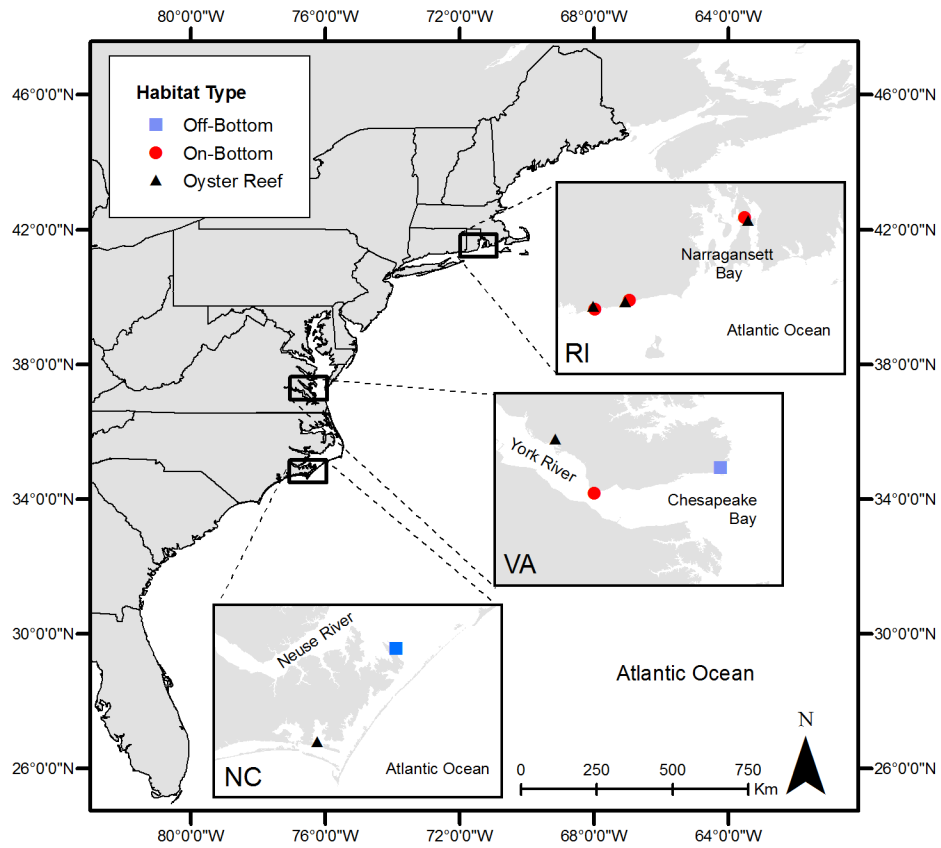 80°0'0"W 76°0'0"W 72°0'0"W 68°0'0"W 64°0'0"W
Habitat Type
Off-Bottom
On-Bottom
Oyster Reef
46°0'0"N 46°0'0"N
42°0'0"N 42°0'0"N
Narragansett
Bay
Atlantic Ocean
RI
38°0'0"N 38°0'0"N
York River
Chesapeake
Bay
VA
34°0'0"N 34°0'0"N
Neuse River
Atlantic Ocean
NC
30°0'0"N 30°0'0"N
Atlantic Ocean
N
0 250 500 750
Km
26°0'0"N 26°0'0"N
80°0'0"W 76°0'0"W 72°0'0"W 68°0'0"W 64°0'0"W